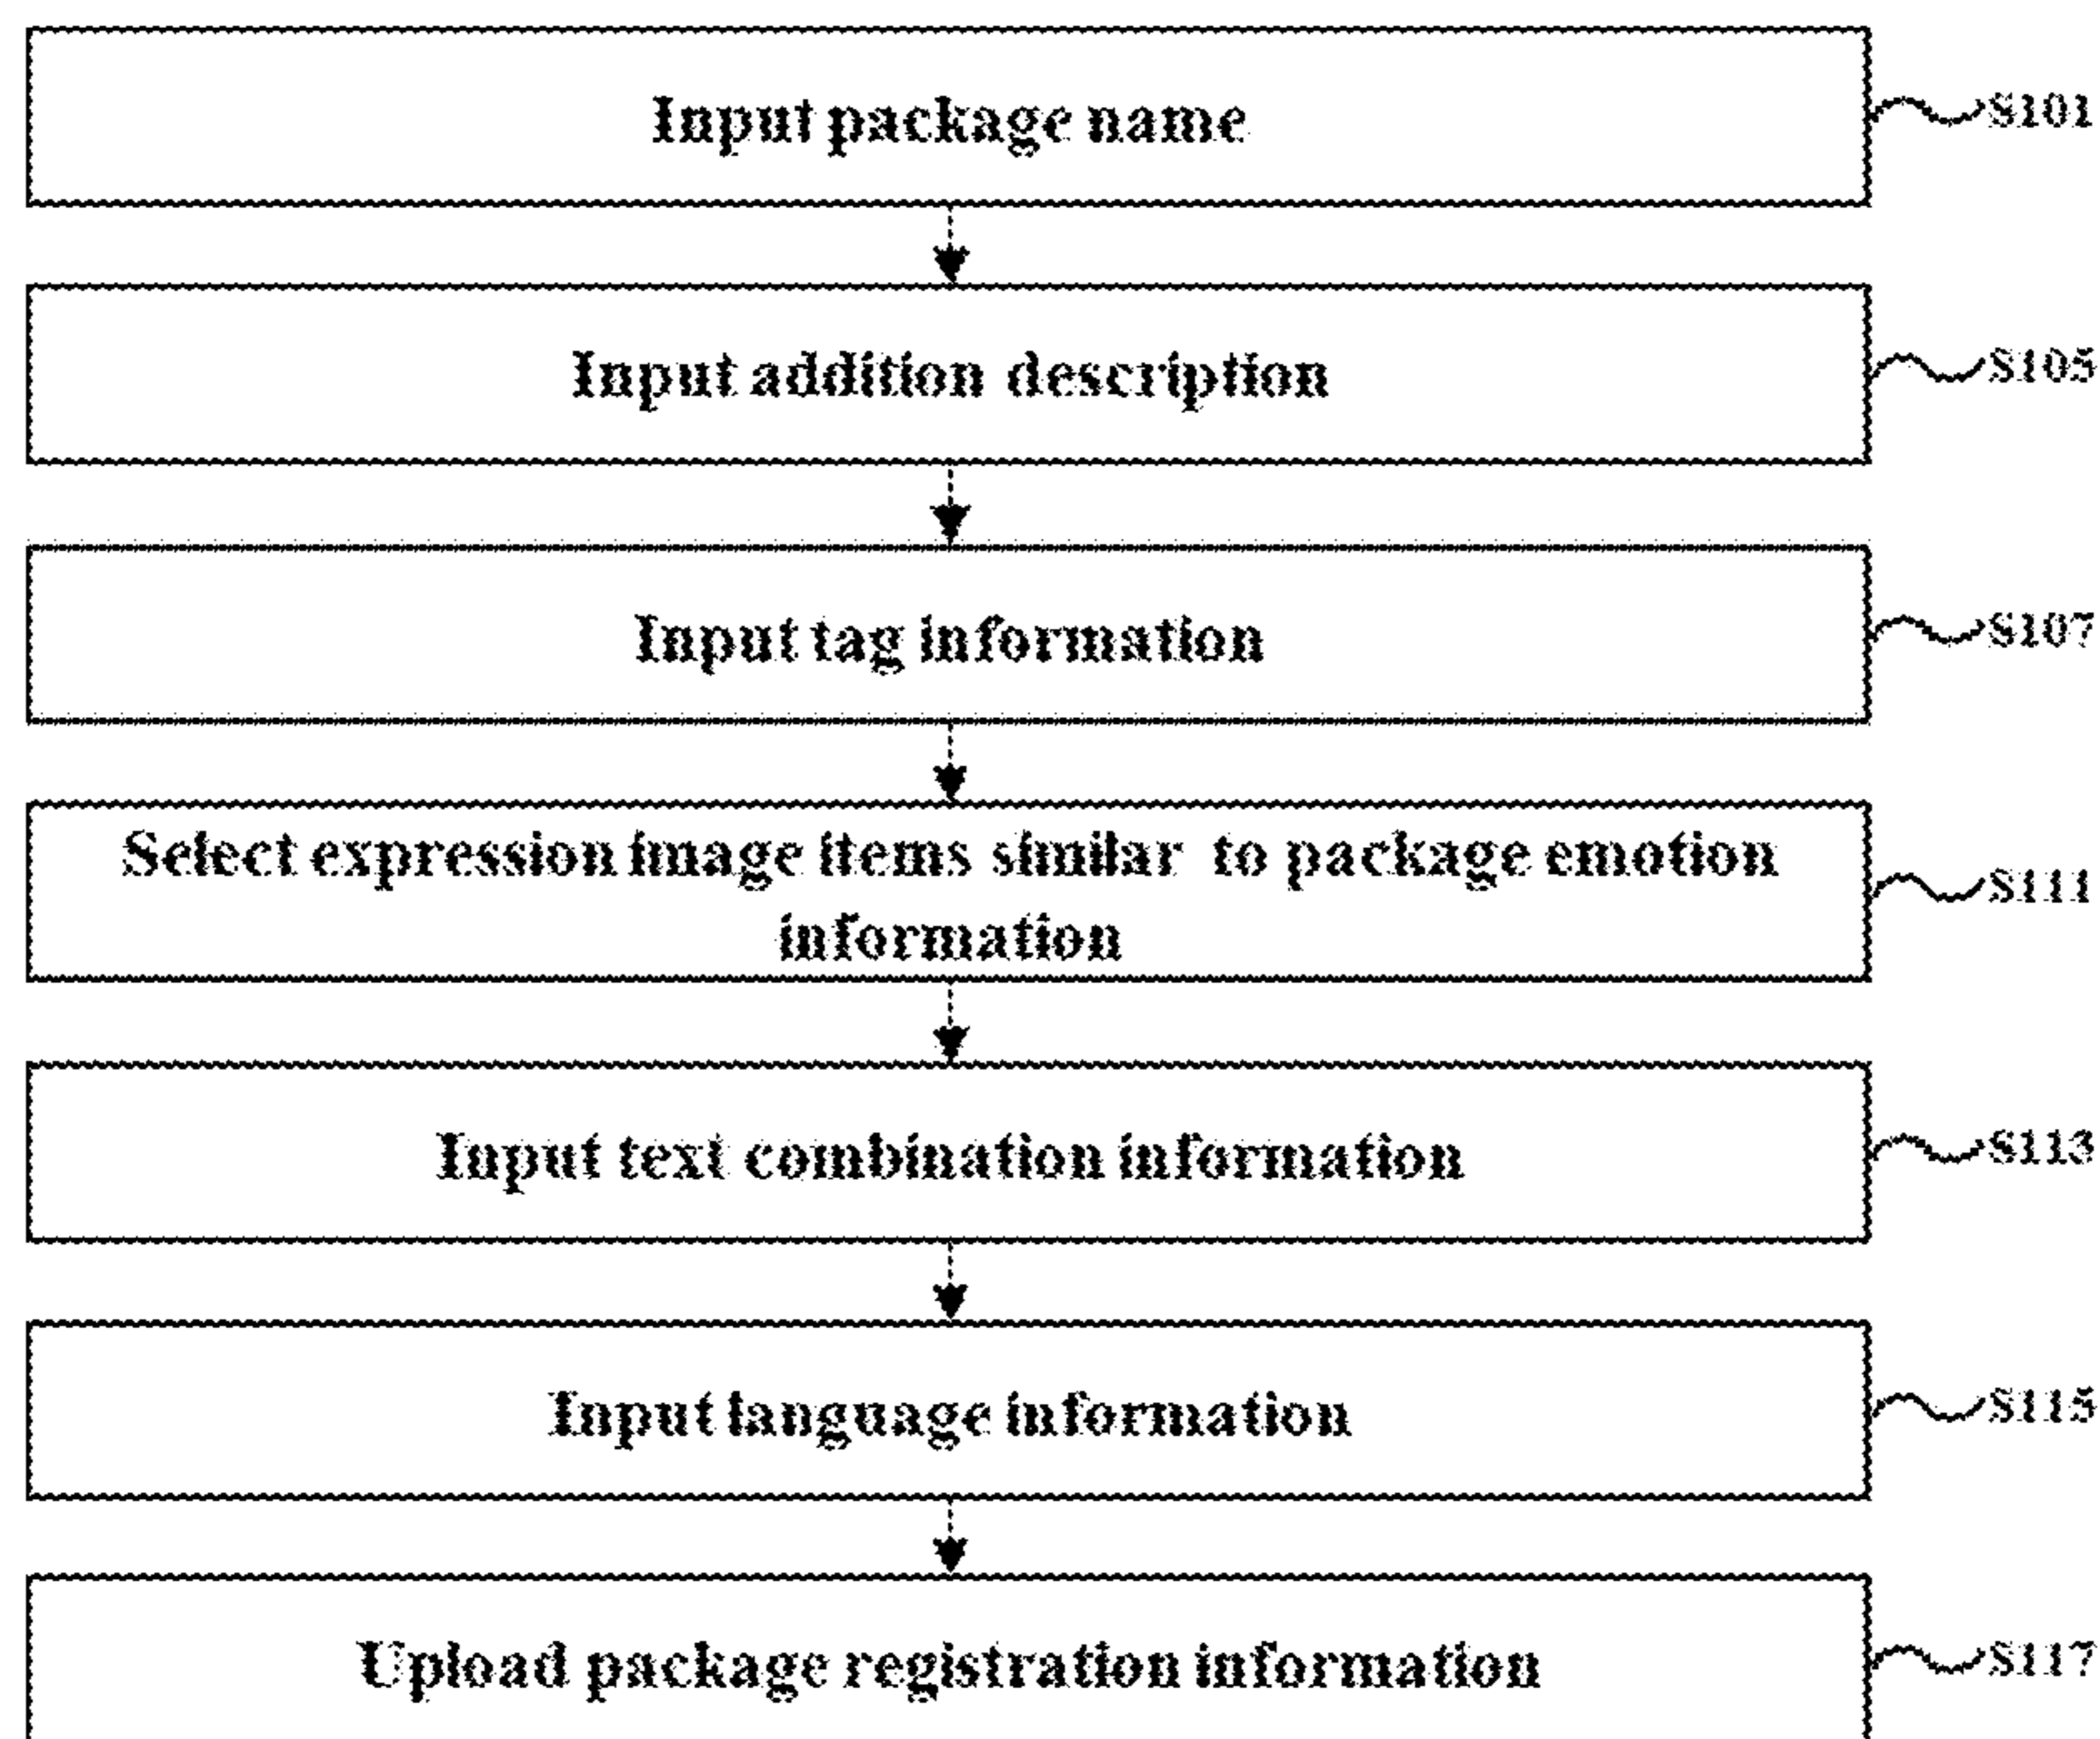 Input package name
S101
Input addition description
S105
Input tag information
S107
Select expression image items similar to package emotion
information
S111
Input text combination information
S113
Input language information
S115
Upload package registration information
S117